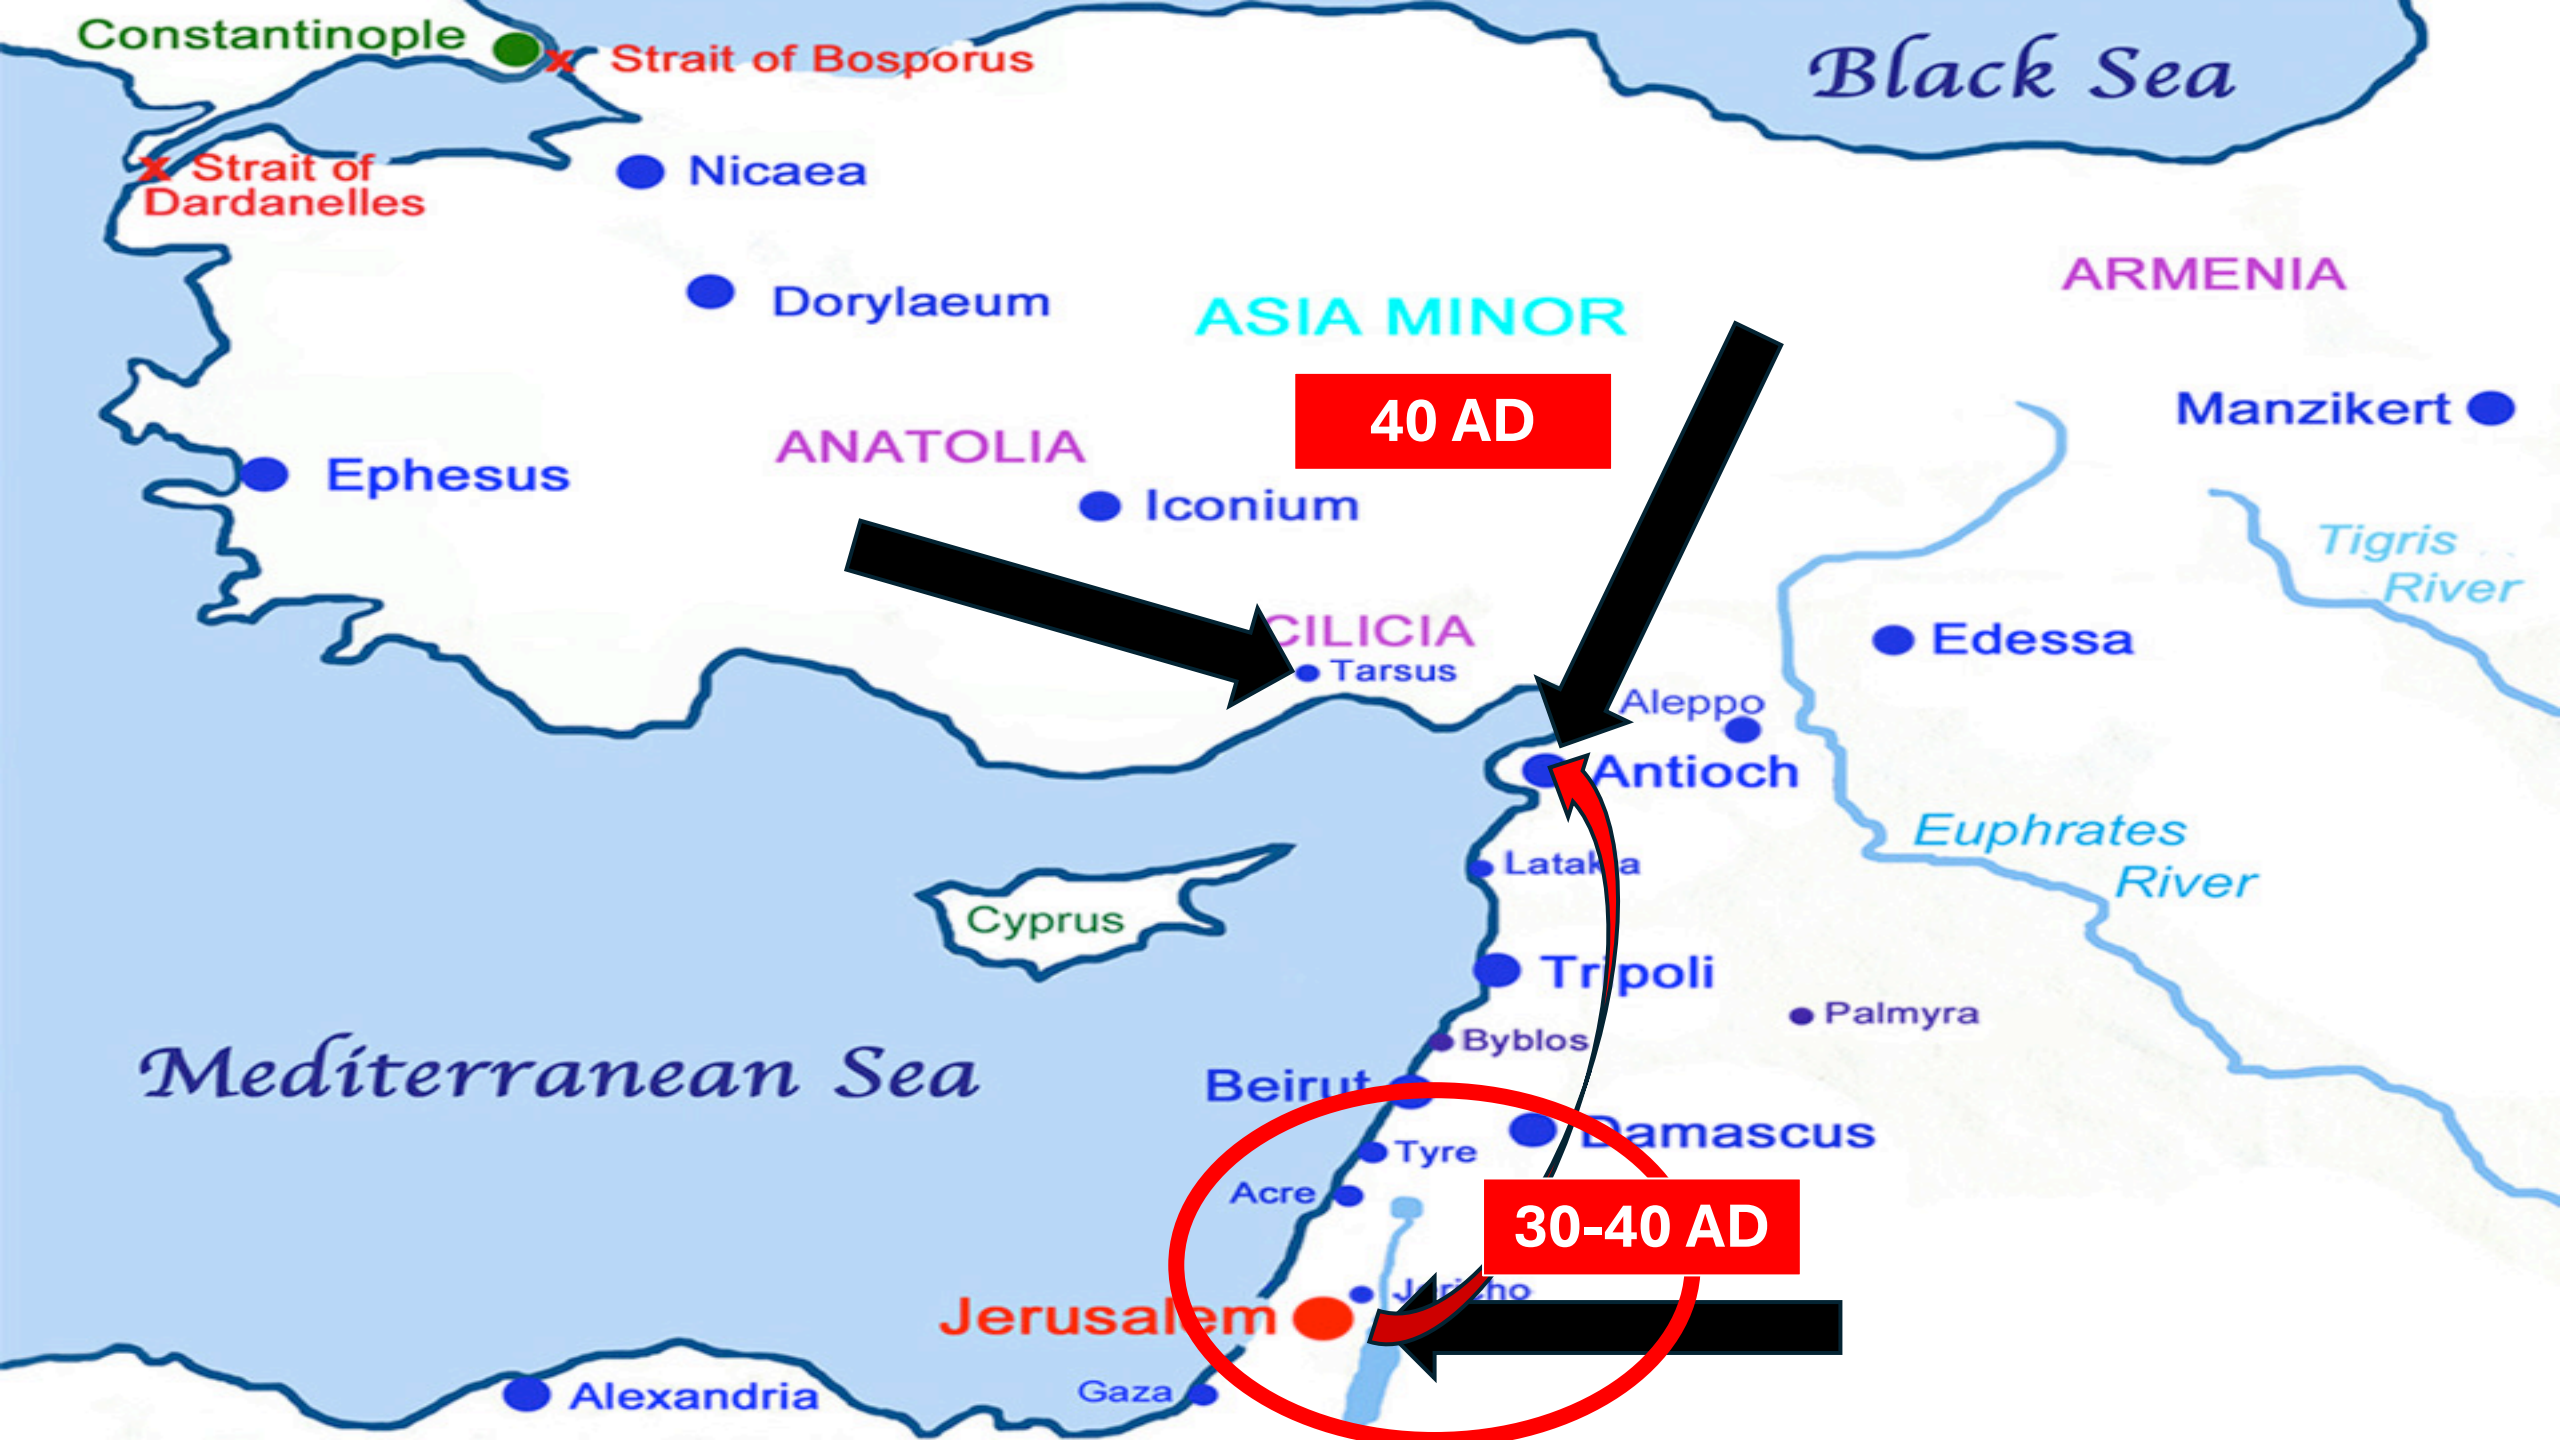 Constantinople
Strait of Bosporus
Black Sea
Strait of
Dardanelles
Nicaea
ARMENIA
Dorylaeum
ASIA MINOR
40 AD
Manzikert
ANATOLIA
Ephesus
Iconium
Tigris
River
CILICIA
Tarsus
Edessa
Aleppo
Antioch
Euphrates
River
Latakia
Cyprus
Tripoli
Palmyra
Byblos
Mediterranean Sea
Beirut
Damascus
Tyre
Acre
30-40 AD
Jericho
Jerusalem
Alexandria
Gaza